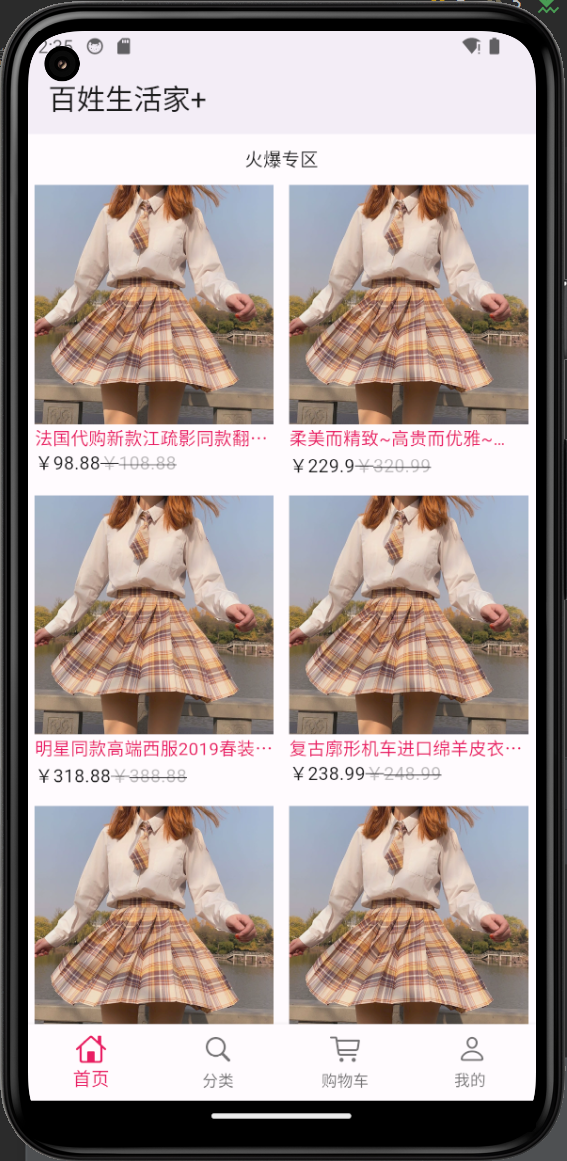 2:35
百姓生活家+
火爆专区
法国代购新款江疏影同款翻…
￥98.88￥108.88
柔美而精致~高贵而优雅~…
￥229.9￥320.99
明星同款高端西服2019春装…
￥318.88￥388.88
复古廓形机车进口绵羊皮衣…
￥238.99￥248.99
首页
分类
购物车
我的